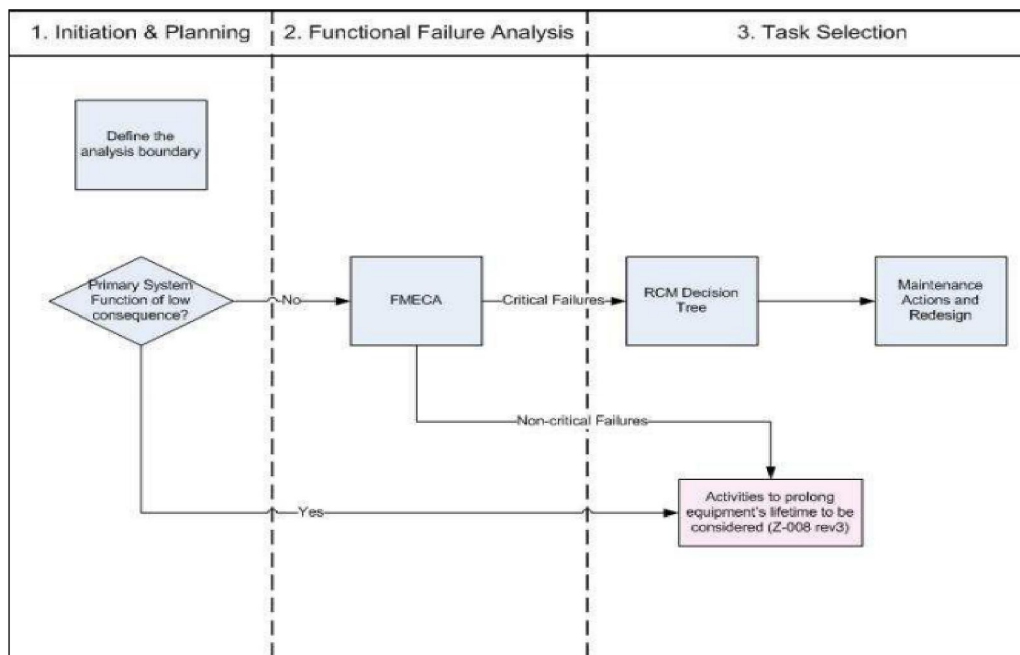 1. Initiation & Planning
2. Functional Failure Analysis
3. Task Selection
Define the
analysis boundary
Primary System
Function of low
consequence?
No
FMECA
Critical Failures
RCM Decision
Tree
Maintenance
Actions and
Redesign
Non-critical Failures
Yes
Activities to prolong
equipment's lifetime to be
considered (Z-008 rev3)